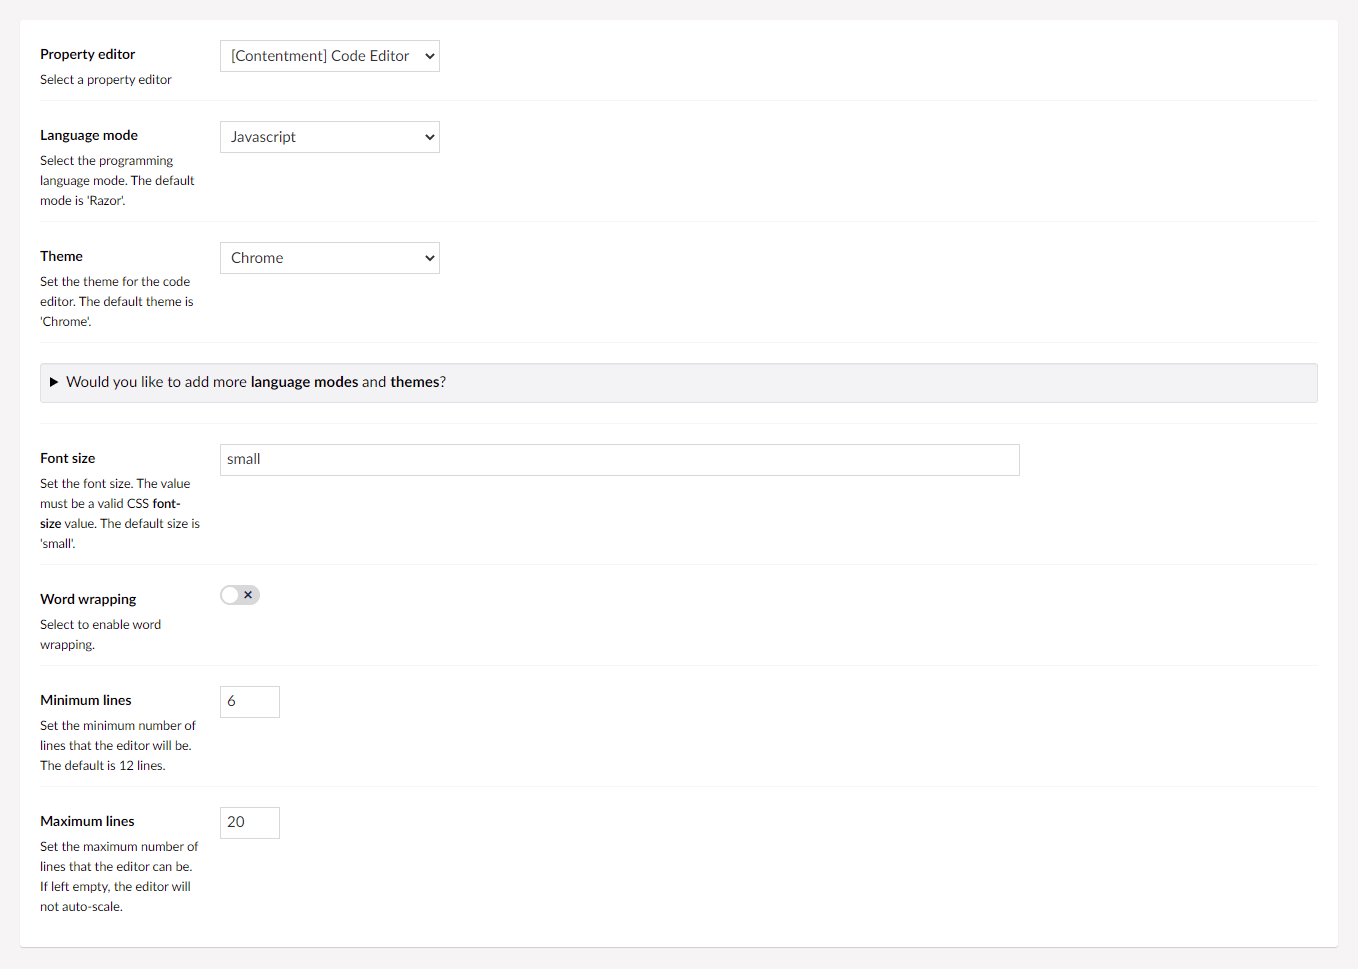 Property editor
[Contentment] Code Editor
Select a property editor
Language mode
Javascript
Select the programming
language mode. The default
mode is 'Razor'.
Theme
Chrome
Set the theme for the code
editor. The default theme is
'Chrome'.
Would you like to add more language modes and themes?
Font size
small
Set the font size. The value
must be a valid CSS font-
size value. The default size is
'small'.
Word wrapping
Select to enable word
wrapping.
Minimum lines
6
Set the minimum number of
lines that the editor will be.
The default is 12 lines.
Maximum lines
20
Set the maximum number of
lines that the editor can be.
If left empty, the editor will
not auto-scale.